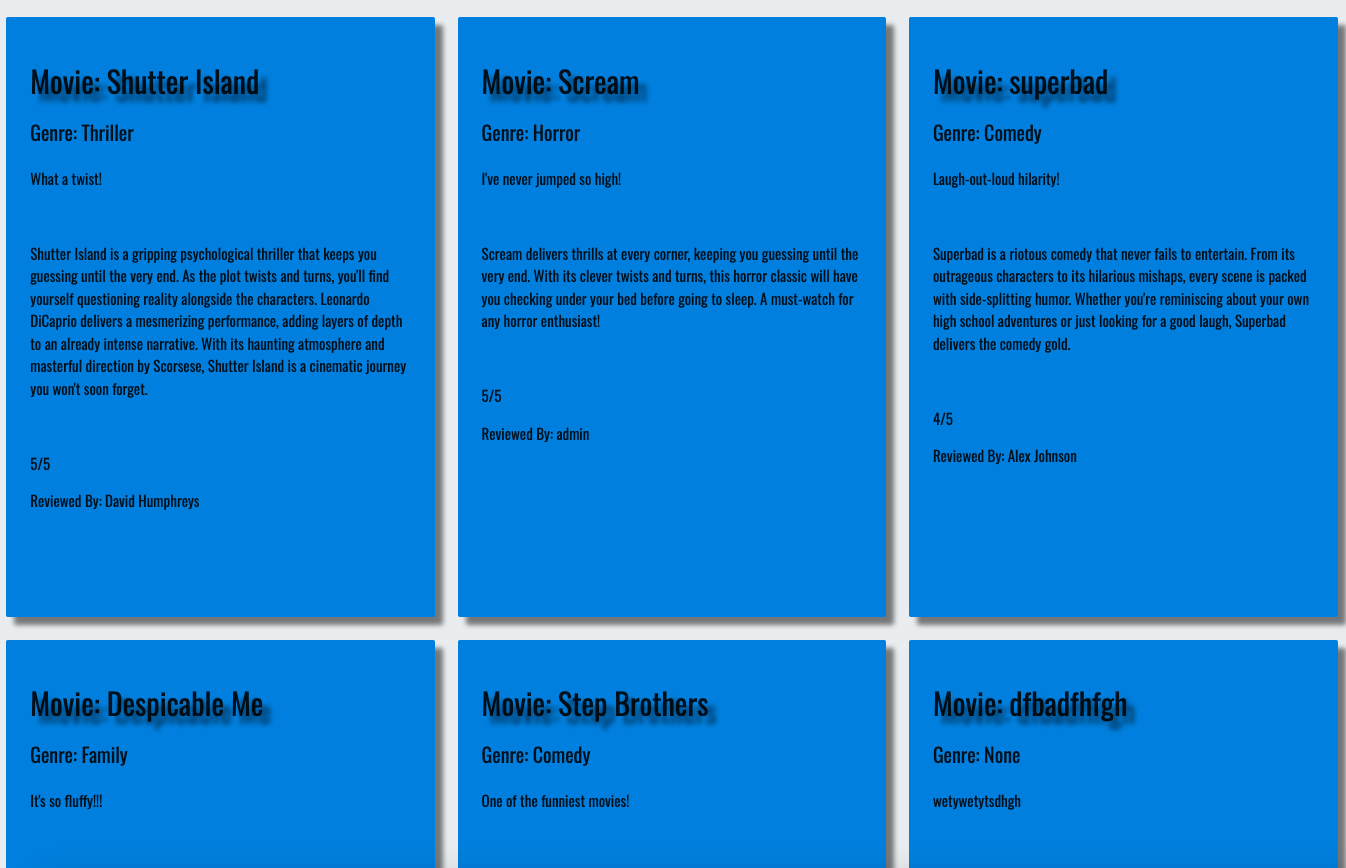 Movie: Shutter Island
Genre: Thriller
What a twist!
Shutter Island is a gripping psychological thriller that keeps you
guessing until the very end. As the plot twists and turns, you'll find
yourself questioning reality alongside the characters. Leonardo
DiCaprio delivers a mesmerizing performance, adding layers of depth
to an already intense narrative. With its haunting atmosphere and
masterful direction by Scorsese, Shutter Island is a cinematic journey
you won't soon forget.
5/5
Reviewed By: David Humphreys
Movie: Scream
Genre: Horror
I've never jumped so high!
Scream delivers thrills at every corner, keeping you guessing until the
very end. With its clever twists and turns, this horror classic will have
you checking under your bed before going to sleep. A must-watch for
any horror enthusiast!
5/5
Reviewed By: admin
Movie: superbad
Genre: Comedy
Laugh-out-loud hilarity!
Superbad is a riotous comedy that never fails to entertain. From its
outrageous characters to its hilarious mishaps, every scene is packed
with side-splitting humor. Whether you're reminiscing about your own
high school adventures or just looking for a good laugh, Superbad
delivers the comedy gold.
4/5
Reviewed By: Alex Johnson
Movie: Despicable Me
Genre: Family
It's so fluffy!!!
Movie: Step Brothers
Genre: Comedy
One of the funniest movies!
Movie: dfbadfhfgh
Genre: None
wetywetytsdhgh